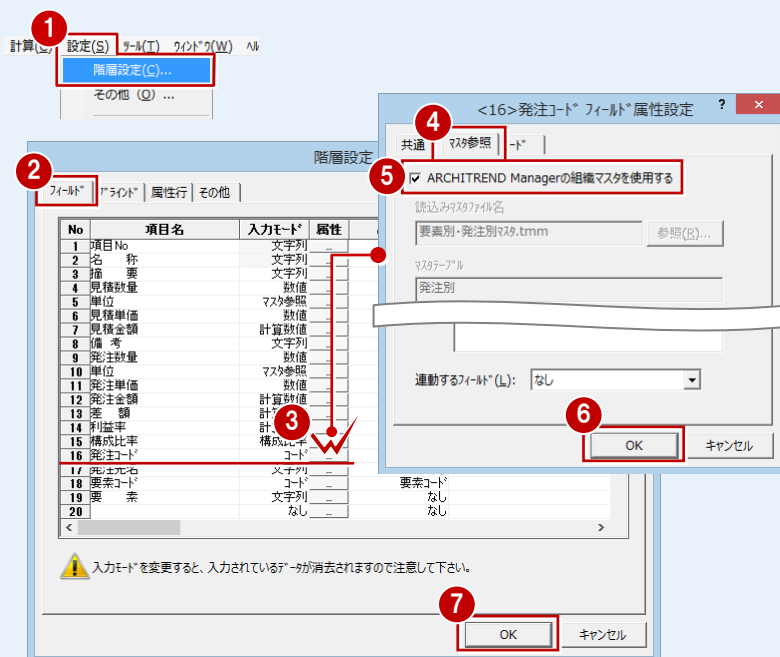 1
計算(C) 設定(S) ﾂｰﾙ(T) ｳｨﾝﾄﾞｳ(W) ﾍﾙ
階層設定(C)...
その他 (O) ...
<16>発注ｺｰﾄﾞ ﾌｨｰﾙﾄﾞ属性設定 ? ×
4
共通 ﾏｽﾀ参照 ｰﾄﾞ
5
ARCHITREND Managerの組織マスタを使用する
読込みﾏｽﾀﾌｧｲﾙ名
要素別・発注別ﾏｽﾀ.tmm 参照(R)...
ﾏｽﾀﾃｰﾌﾞﾙ
発注別
連動するﾌｨｰﾙﾄﾞ(L): なし
6
OK キャンセル
階層設定
2
ﾌｨｰﾙﾄﾞ ﾌﾞﾗｲﾝﾄﾞ 属性行 その他
No 項目名 入力ﾓｰﾄﾞ 属性
1 項目No 文字列 ...
2 名　称 文字列 ...
3 摘　要 文字列 ...
4 見積数量 数値 ...
5 単位 ﾏｽﾀ参照 ...
6 見積単価 数値 ...
7 見積金額 計算数値 ...
8 備 考 文字列 ...
9 発注数量 数値 ...
10 単位 ﾏｽﾀ参照 ...
11 発注単価 数値 ...
12 発注金額 計算数値 ...
13 差　額 計
14 利益率 計
3
15 構成比率 構成比率
16 発注ｺｰﾄﾞ ｺｰﾄﾞ ...
17 発注先名 文字列 ...
18 要素ｺｰﾄﾞ ｺｰﾄﾞ ... 要素ｺｰﾄﾞ
19 要　素 文字列 ... なし
20 なし ... なし
入力ﾓｰﾄﾞを変更すると、入力されているﾃﾞｰﾀが消去されますので注意して下さい。
7
OK キャンセル